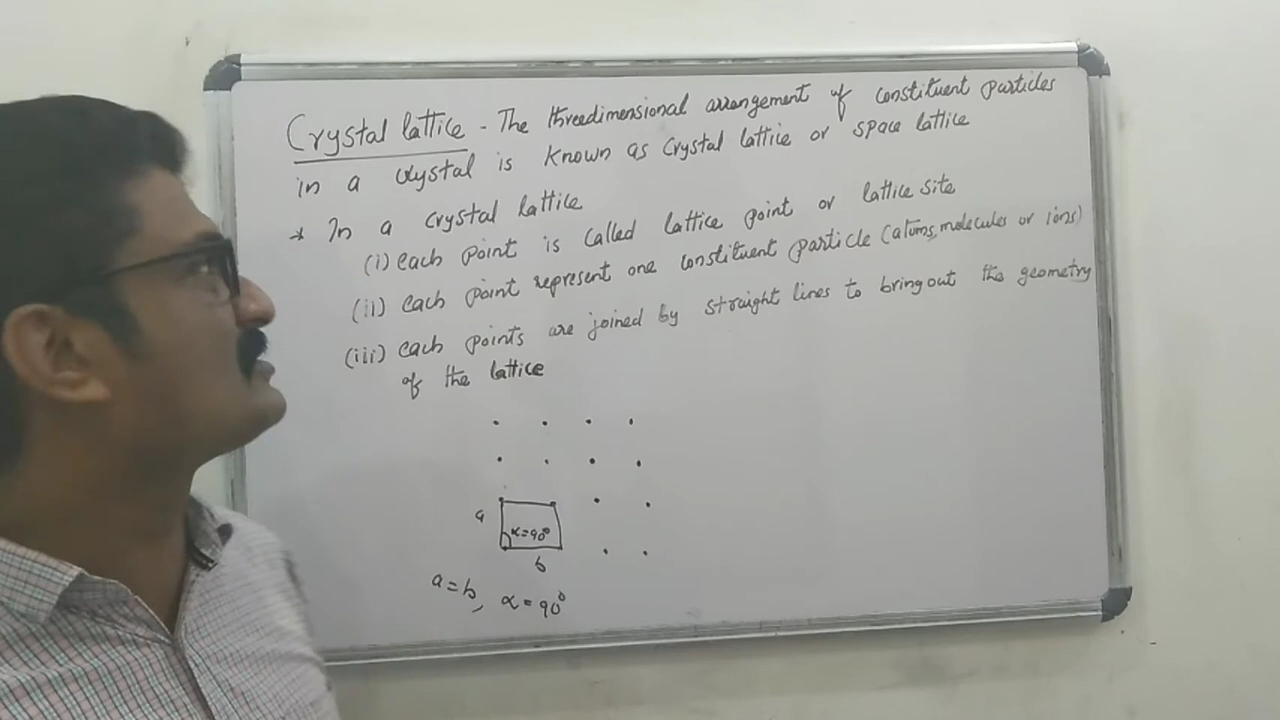 Crystal lattice - The threedimensional arrangement of constituent particles
in a crystal is known as crystal lattice or space lattice
* In a crystal lattice
(i) each point is called lattice point or lattice site
(ii) each point represent one constituent particle (atoms, molecules or ions)
(iii) each points are joined by straight lines to bring out the geometry
of the lattice
a
α=90°
b
a=b, α=90°